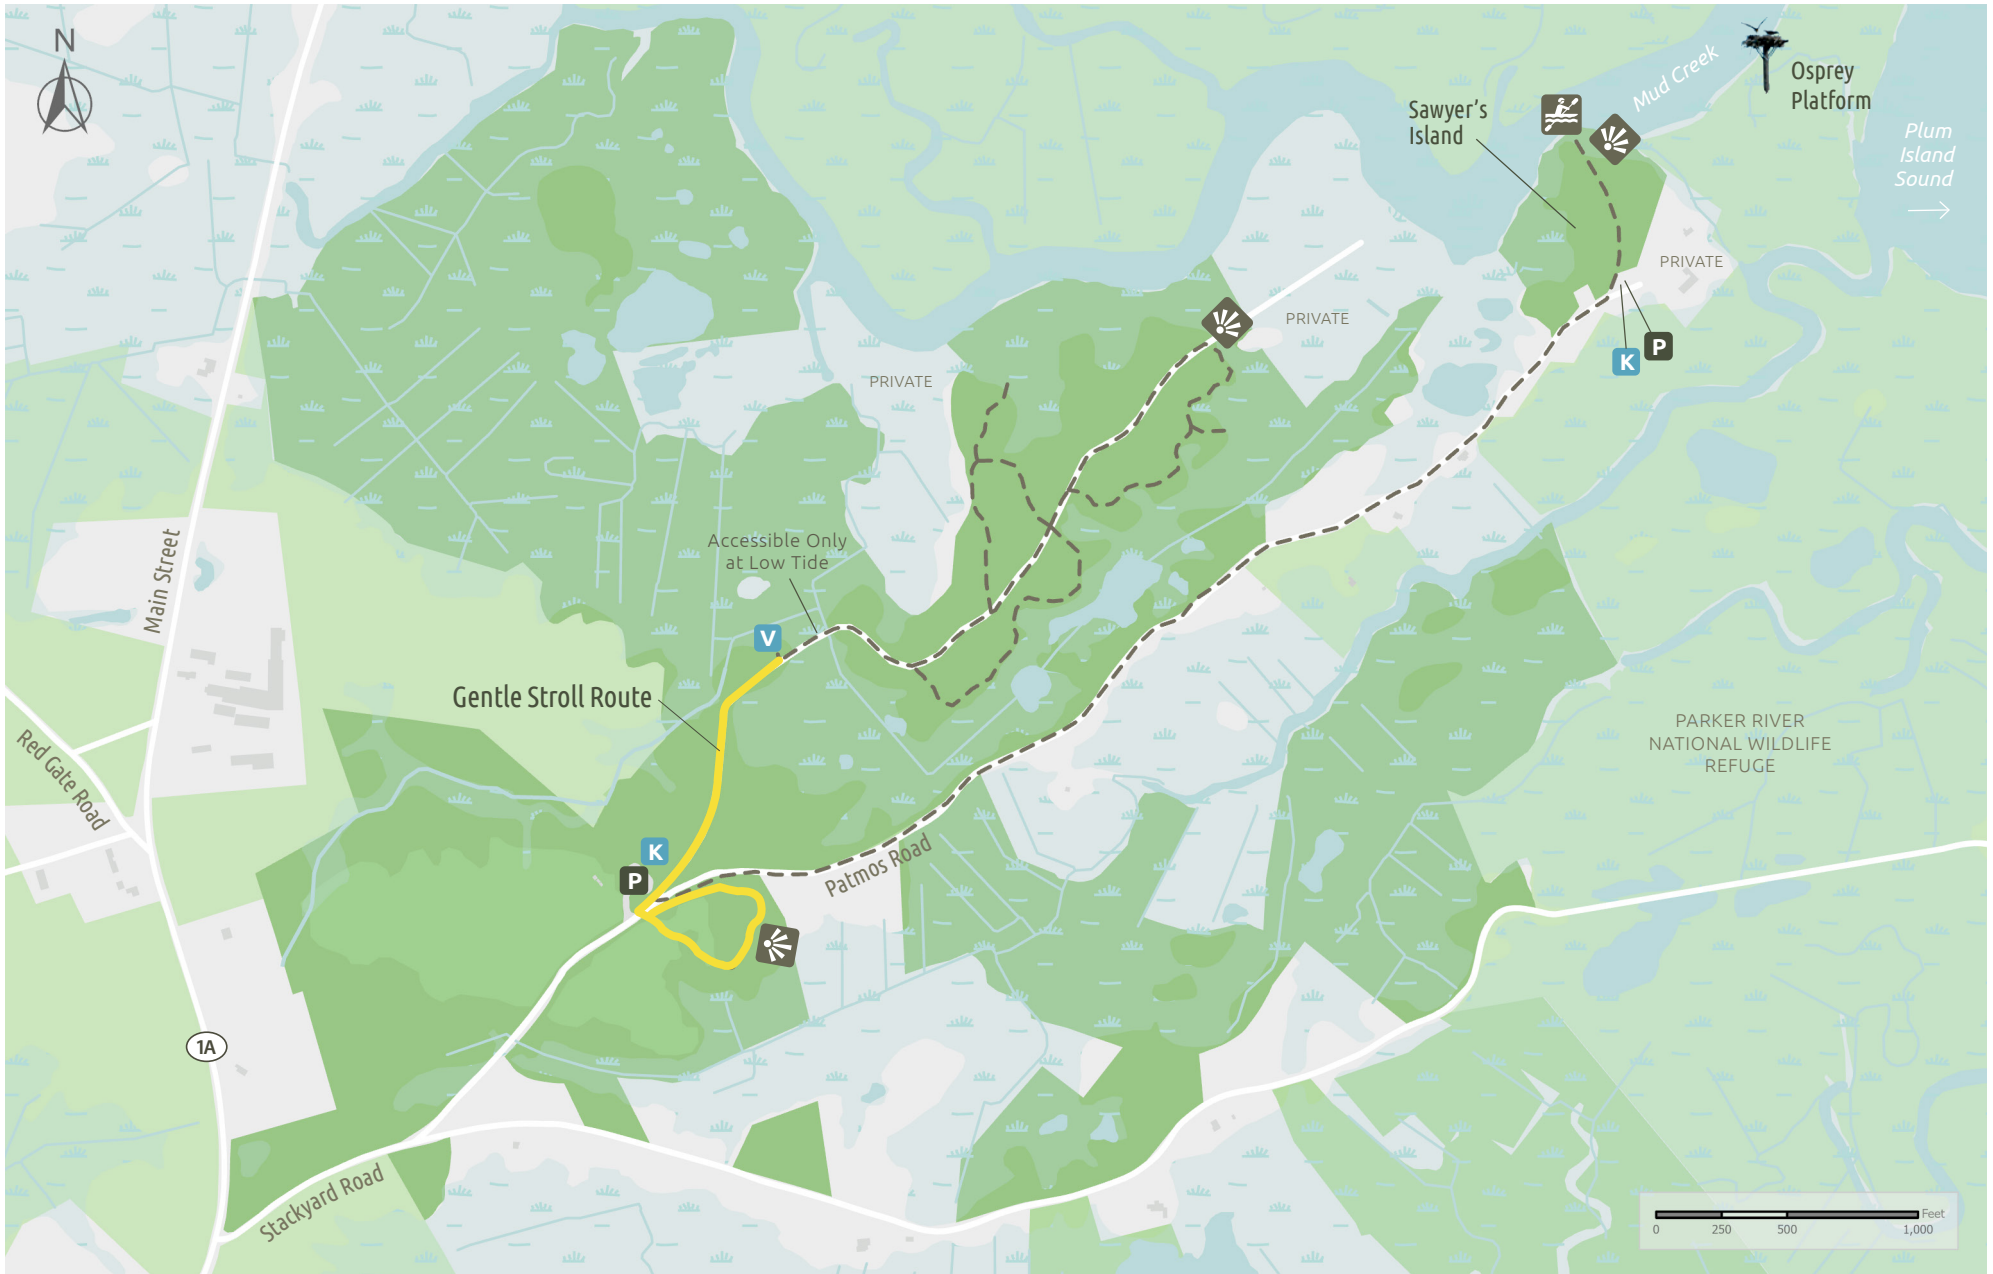 N
Osprey
Platform
Mud Creek
Sawyer's
Island
Plum
Island
Sound
PRIVATE
PRIVATE
PRIVATE
K
P
Main Street
Accessible Only
at Low Tide
V
Gentle Stroll Route
Red Gate Road
PARKER RIVER
NATIONAL WILDLIFE
REFUGE
K
P
Patmos Road
1A
Stackyard Road
Feet
0
250
500
1,000